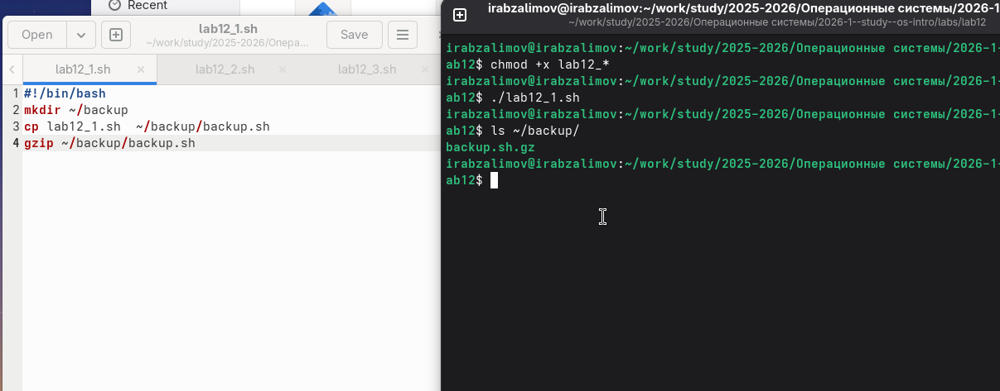 Recent
Open
lab12_1.sh
~/work/study/2025-2026/Опера...
Save
lab12_1.sh
lab12_2.sh
lab12_3.sh
1 #!/bin/bash
2 mkdir ~/backup
3 cp lab12_1.sh  ~/backup/backup.sh
4 gzip ~/backup/backup.sh
irabzalimov@irabzalimov:~/work/study/2025-2026/Операционные системы/2026-1
~/work/study/2025-2026/Операционные системы/2026-1--study--os-intro/labs/lab12
irabzalimov@irabzalimov:~/work/study/2025-2026/Операционные системы/2026-1-
ab12$ chmod +x lab12_*
irabzalimov@irabzalimov:~/work/study/2025-2026/Операционные системы/2026-1-
ab12$ ./lab12_1.sh
irabzalimov@irabzalimov:~/work/study/2025-2026/Операционные системы/2026-1-
ab12$ ls ~/backup/
backup.sh.gz
irabzalimov@irabzalimov:~/work/study/2025-2026/Операционные системы/2026-1-
ab12$